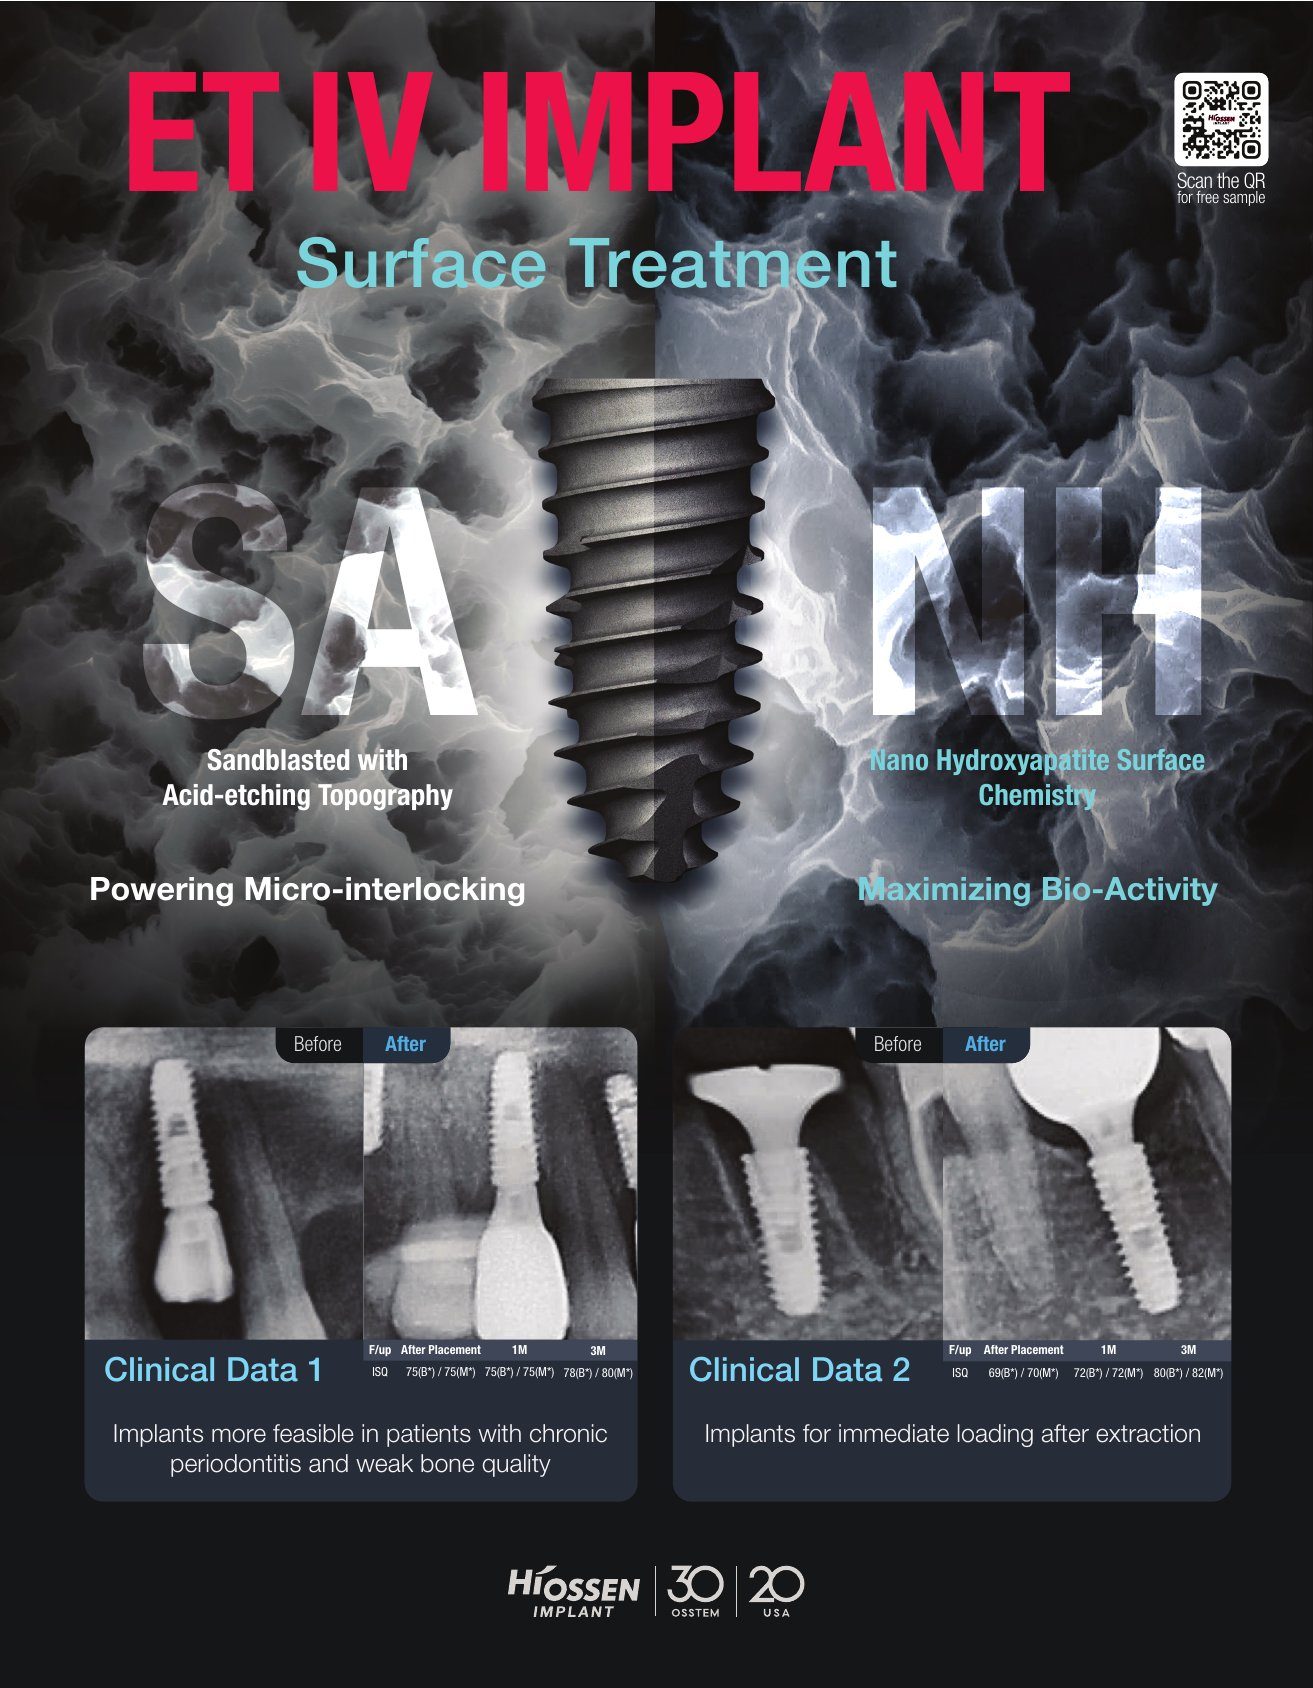 ET IV IMPLANT
HIOSSEN
IMPLANT
Scan the QR
for free sample
Surface Treatment
SA
NH
Sandblasted with
Acid-etching Topography
Nano Hydroxyapatite Surface
Chemistry
Powering Micro-interlocking
Maximizing Bio-Activity
Before After
F/up After Placement 1M 3M
ISQ 75(B*) / 75(M*) 75(B*) / 75(M*) 78(B*) / 80(M*)
Clinical Data 1
Implants more feasible in patients with chronic
periodontitis and weak bone quality
Before After
F/up After Placement 1M 3M
ISQ 69(B*) / 70(M*) 72(B*) / 72(M*) 80(B*) / 82(M*)
Clinical Data 2
Implants for immediate loading after extraction
HIOSSEN
IMPLANT
30
OSSTEM
20
USA